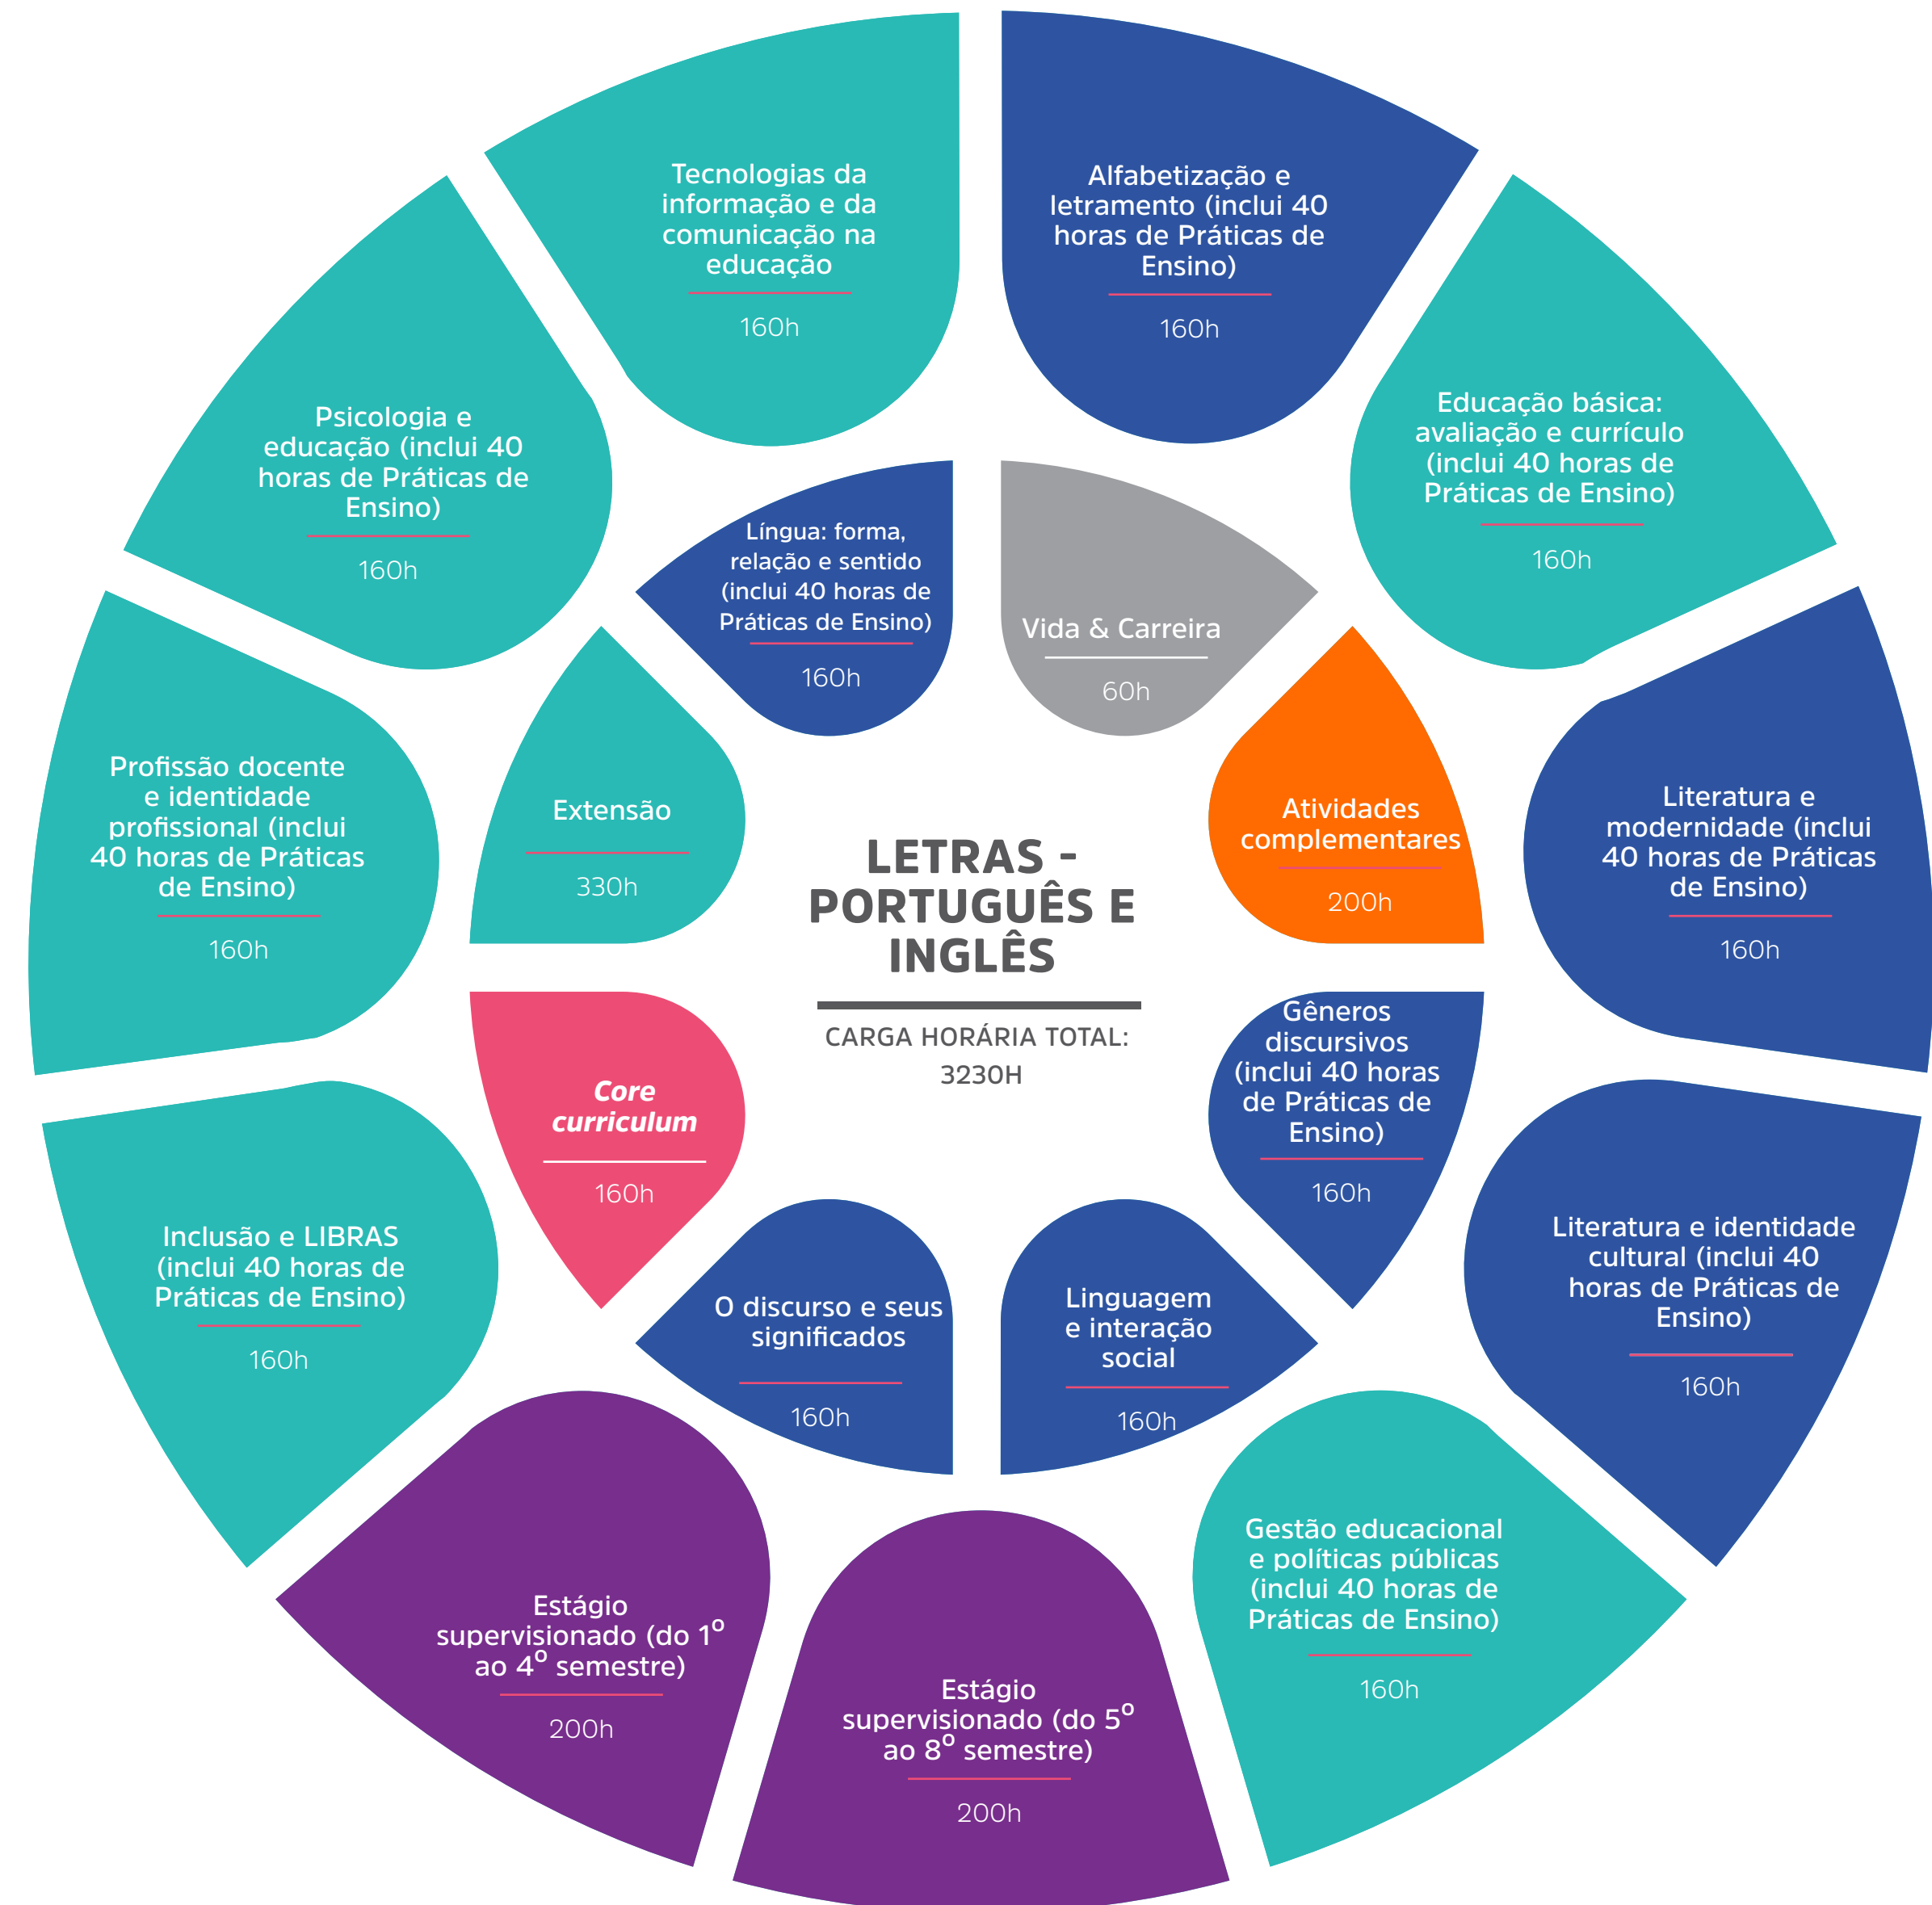 Tecnologias da
informação e da
comunicação na
educação
160h
Alfabetização e
letramento (inclui 40
horas de Práticas de
Ensino)
160h
Psicologia e
educação (inclui 40
horas de Práticas de
Ensino)
160h
Educação básica:
avaliação e currículo
(inclui 40 horas de
Práticas de Ensino)
160h
Língua: forma,
relação e sentido
(inclui 40 horas de
Práticas de Ensino)
160h
Vida & Carreira
60h
Profissão docente
e identidade
profissional (inclui
40 horas de Práticas
de Ensino)
160h
Extensão
330h
Atividades
complementares
200h
Literatura e
modernidade (inclui
40 horas de Práticas
de Ensino)
160h
LETRAS -
PORTUGUÊS E
INGLÊS
CARGA HORÁRIA TOTAL:
3230H
Core
curriculum
160h
Gêneros
discursivos
(inclui 40 horas
de Práticas de
Ensino)
160h
Inclusão e LIBRAS
(inclui 40 horas de
Práticas de Ensino)
160h
O discurso e seus
significados
160h
Linguagem
e interação
social
160h
Literatura e identidade
cultural (inclui 40
horas de Práticas de
Ensino)
160h
Estágio
supervisionado (do 1º
ao 4º semestre)
200h
Estágio
supervisionado (do 5º
ao 8º semestre)
200h
Gestão educacional
e políticas públicas
(inclui 40 horas de
Práticas de Ensino)
160h